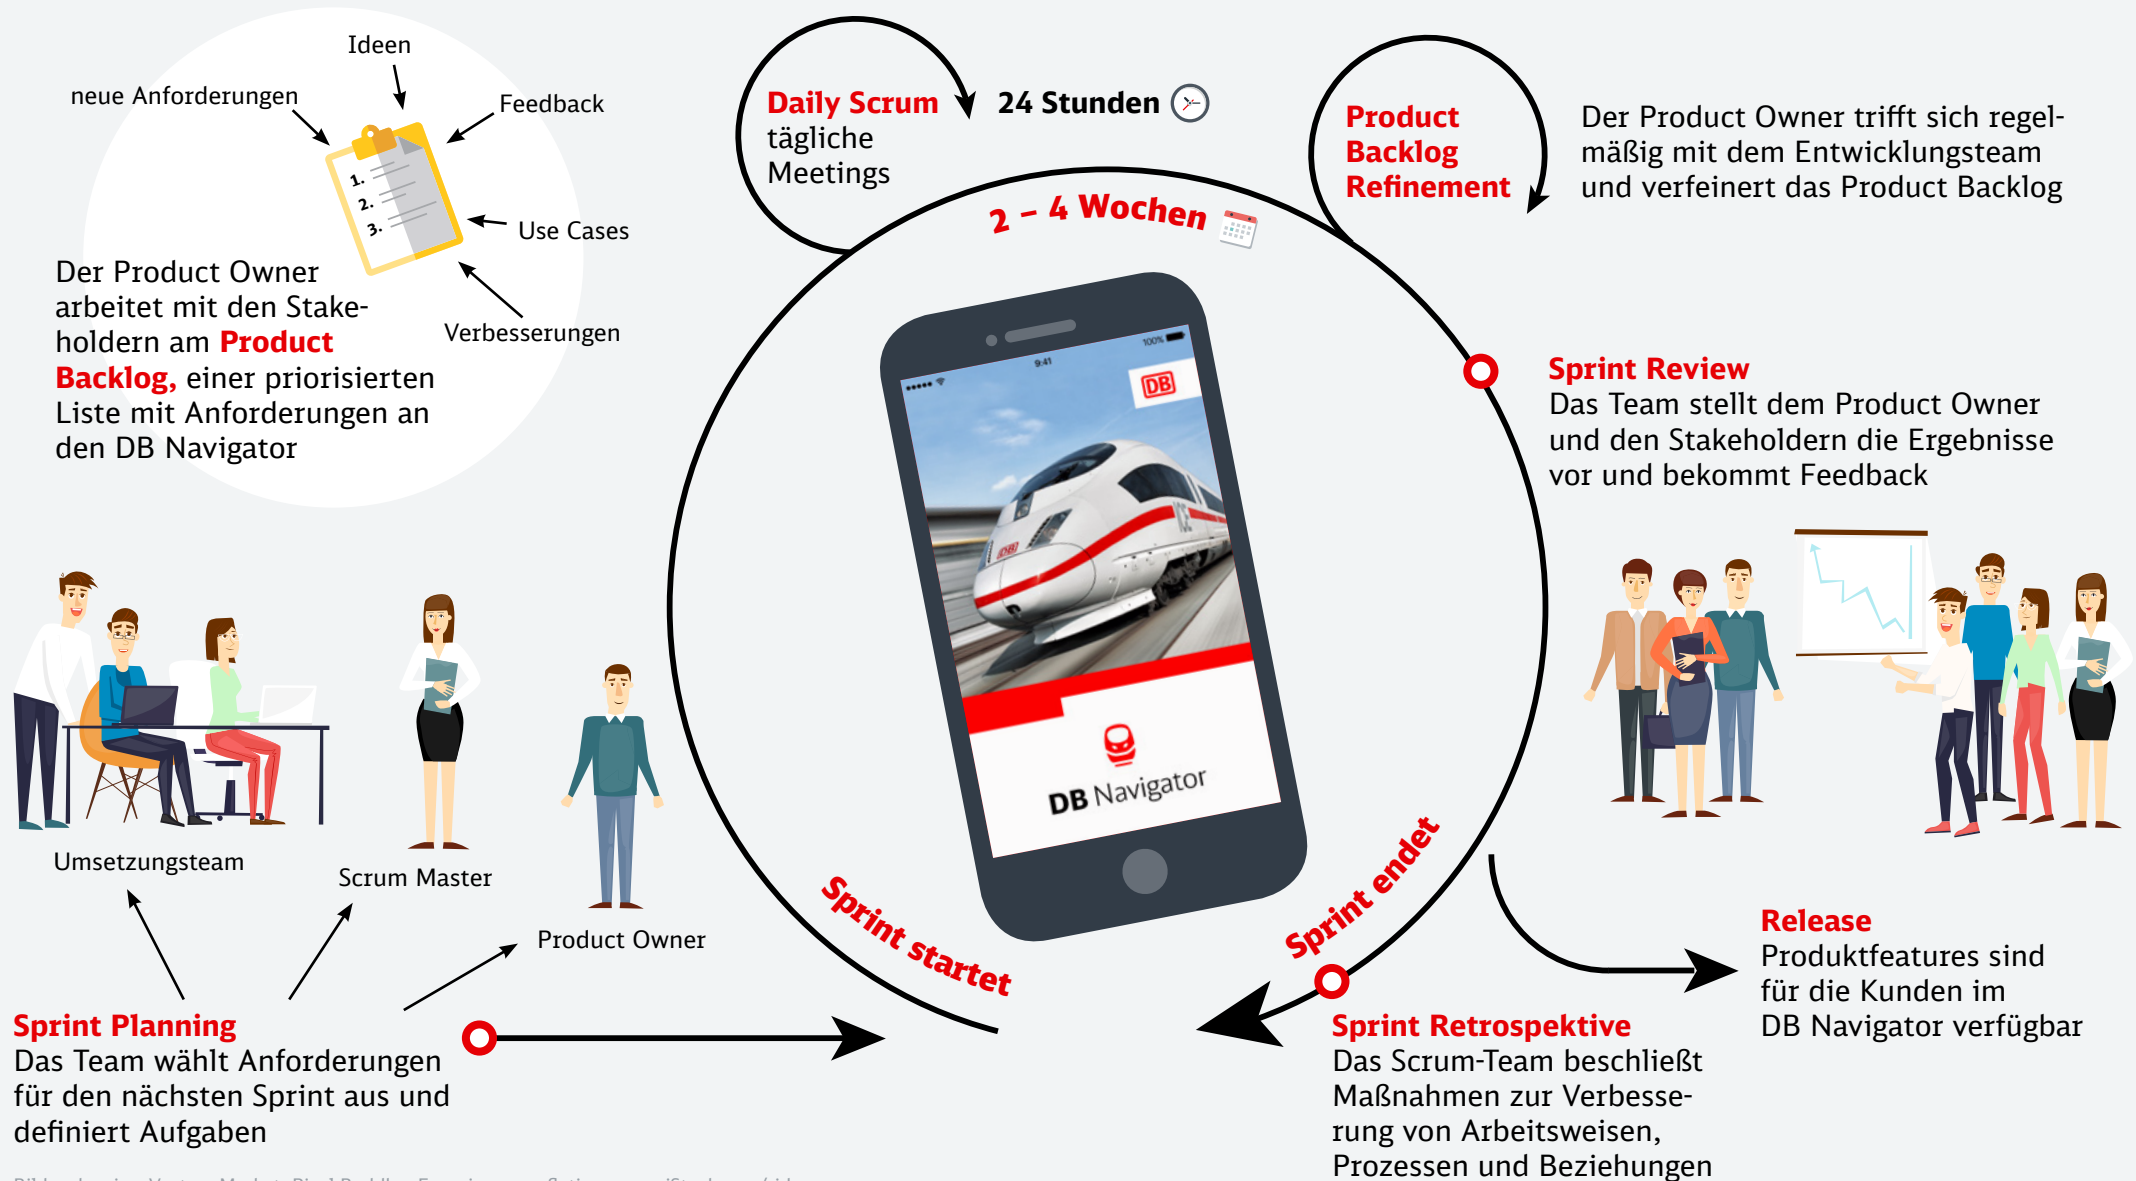 Ideen
neue Anforderungen
Feedback
1.
2.
3.
Use Cases
Verbesserungen
Der Product Owner
arbeitet mit den Stake-
holdern am Product
Backlog, einer priorisierten
Liste mit Anforderungen an
den DB Navigator
Daily Scrum
tägliche
Meetings
24 Stunden
2 – 4 Wochen
Product
Backlog
Refinement
Der Product Owner trifft sich regel-
mäßig mit dem Entwicklungsteam
und verfeinert das Product Backlog
Sprint Review
Das Team stellt dem Product Owner
und den Stakeholdern die Ergebnisse
vor und bekommt Feedback
9:41
100%
DB
ICE
DB
DB Navigator
Umsetzungsteam
Scrum Master
Product Owner
Sprint startet
Sprint endet
Sprint Planning
Das Team wählt Anforderungen
für den nächsten Sprint aus und
definiert Aufgaben
Release
Produktfeatures sind
für die Kunden im
DB Navigator verfügbar
Sprint Retrospektive
Das Scrum-Team beschließt
Maßnahmen zur Verbesse-
rung von Arbeitsweisen,
Prozessen und Beziehungen